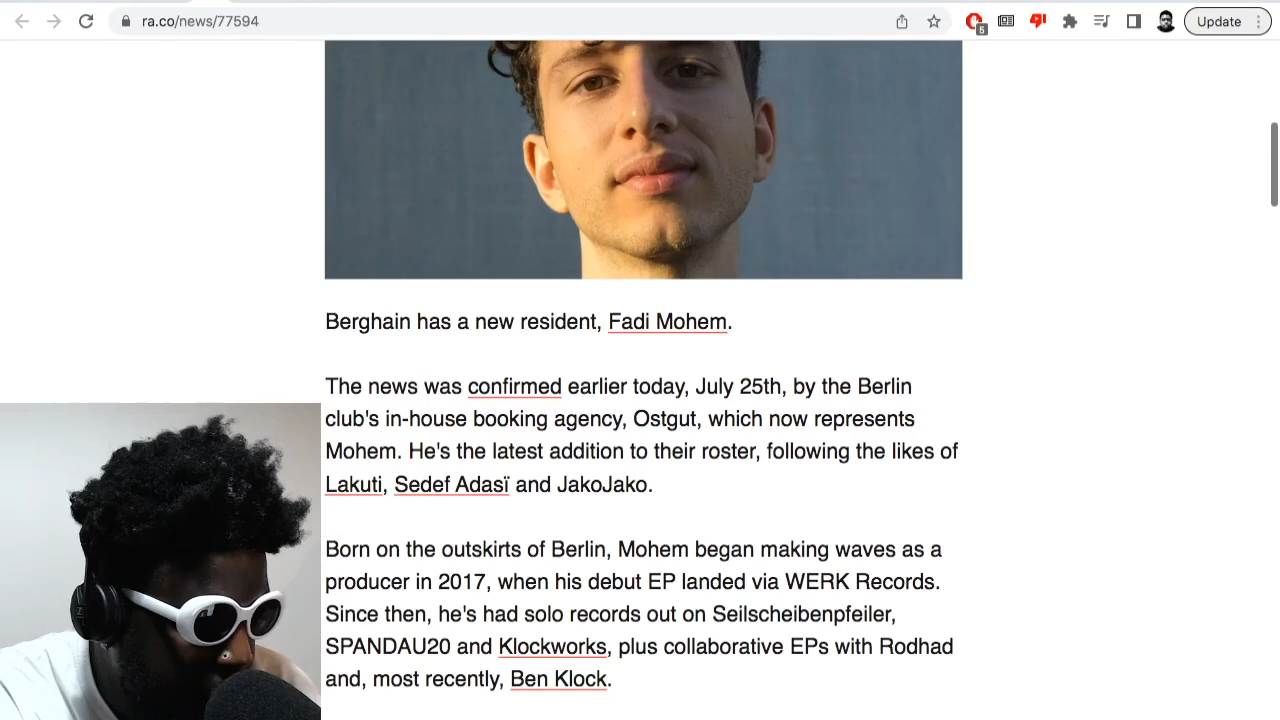 ra.co/news/77594
5
Update
Berghain has a new resident, Fadi Mohem.
The news was confirmed earlier today, July 25th, by the Berlin
club's in-house booking agency, Ostgut, which now represents
Mohem. He's the latest addition to their roster, following the likes of
Lakuti, Sedef Adasï and JakoJako.
Born on the outskirts of Berlin, Mohem began making waves as a
producer in 2017, when his debut EP landed via WERK Records.
Since then, he's had solo records out on Seilscheibenpfeiler,
SPANDAU20 and Klockworks, plus collaborative EPs with Rodhad
and, most recently, Ben Klock.